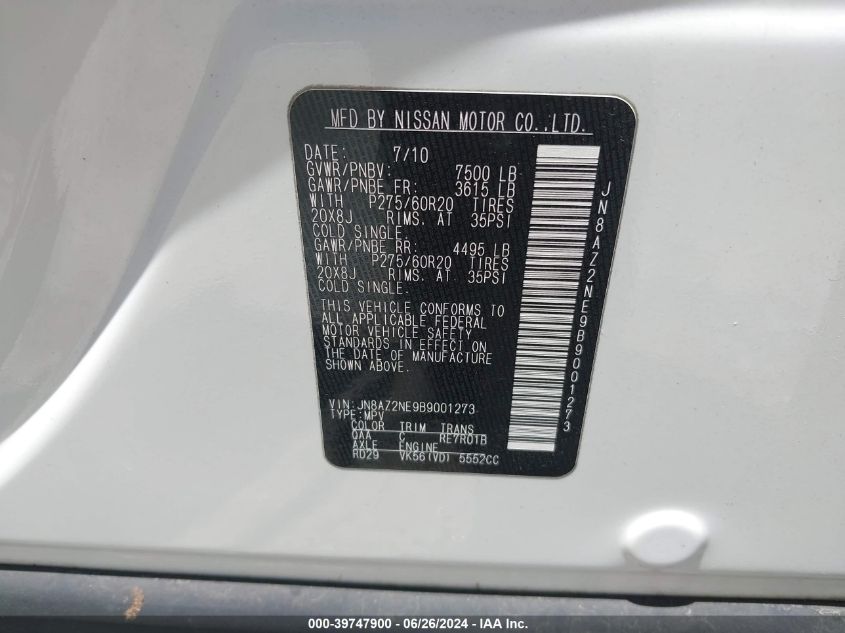 MFD BY NISSAN MOTOR CO.,LTD.
DATE: 7/10
GVWR/PNBV: 7500 LB
GAWR/PNBE FR: 3615 LB
WITH P275/60R20 TIRES
20X8J RIMS, AT 35PSI
COLD SINGLE.
GAWR/PNBE RR: 4495 LB
WITH P275/60R20 TIRES
20X8J RIMS, AT 35PSI
COLD SINGLE.
THIS VEHICLE CONFORMS TO
ALL APPLICABLE FEDERAL
MOTOR VEHICLE SAFETY
STANDARDS IN EFFECT ON
THE DATE OF MANUFACTURE
SHOWN ABOVE.
VIN: JN8AZ2NE9B9001273
TYPE: MPV
COLOR TRIM TRANS
QAA C RE7R01B
AXLE ENGINE
RD29 VK56(VD) 5552CC
JN8AZ2NE9B9001273
000-39747900 / 06/26/2024 - IAA Inc.